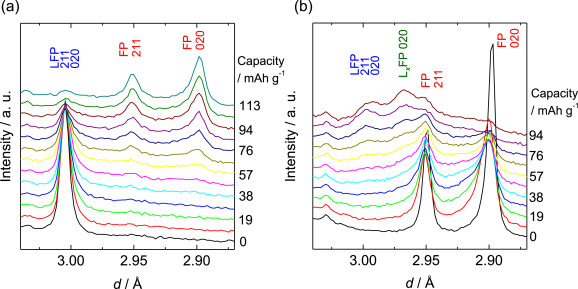 (a)
Intensity / a. u.
LFP
211
020
FP
211
FP
020
Capacity
/ mAh g⁻¹
113
94
76
57
38
19
0
3.00
2.95
2.90
d / Å
(b)
Intensity / a. u.
LFP
211
020
LₓFP 020
FP
211
FP
020
Capacity
/ mAh g⁻¹
94
76
57
38
19
0
3.00
2.95
2.90
d / Å